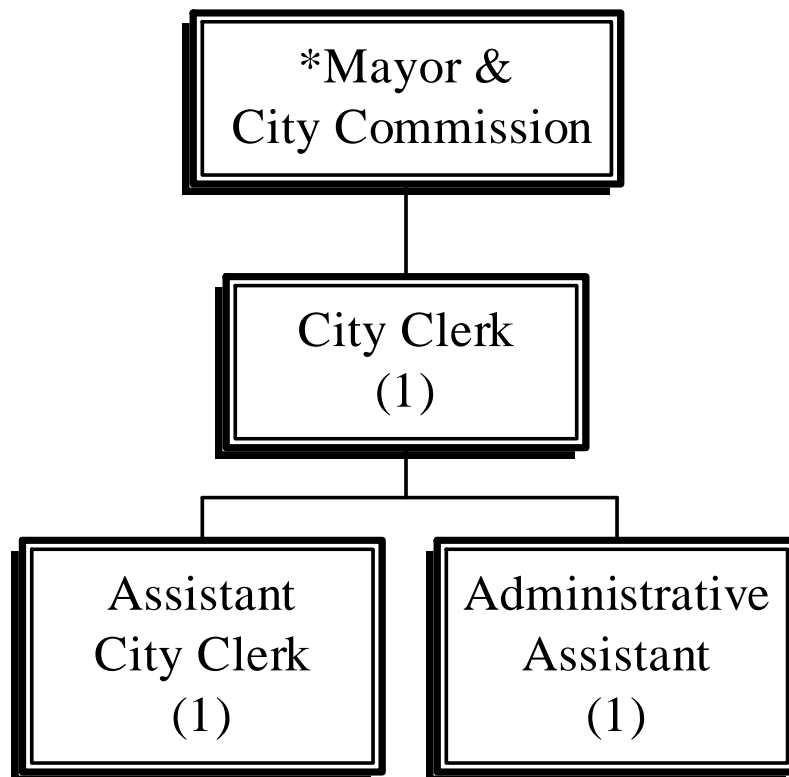 *Mayor &
City Commission
City Clerk
(1)
Assistant
City Clerk
(1)
Administrative
Assistant
(1)